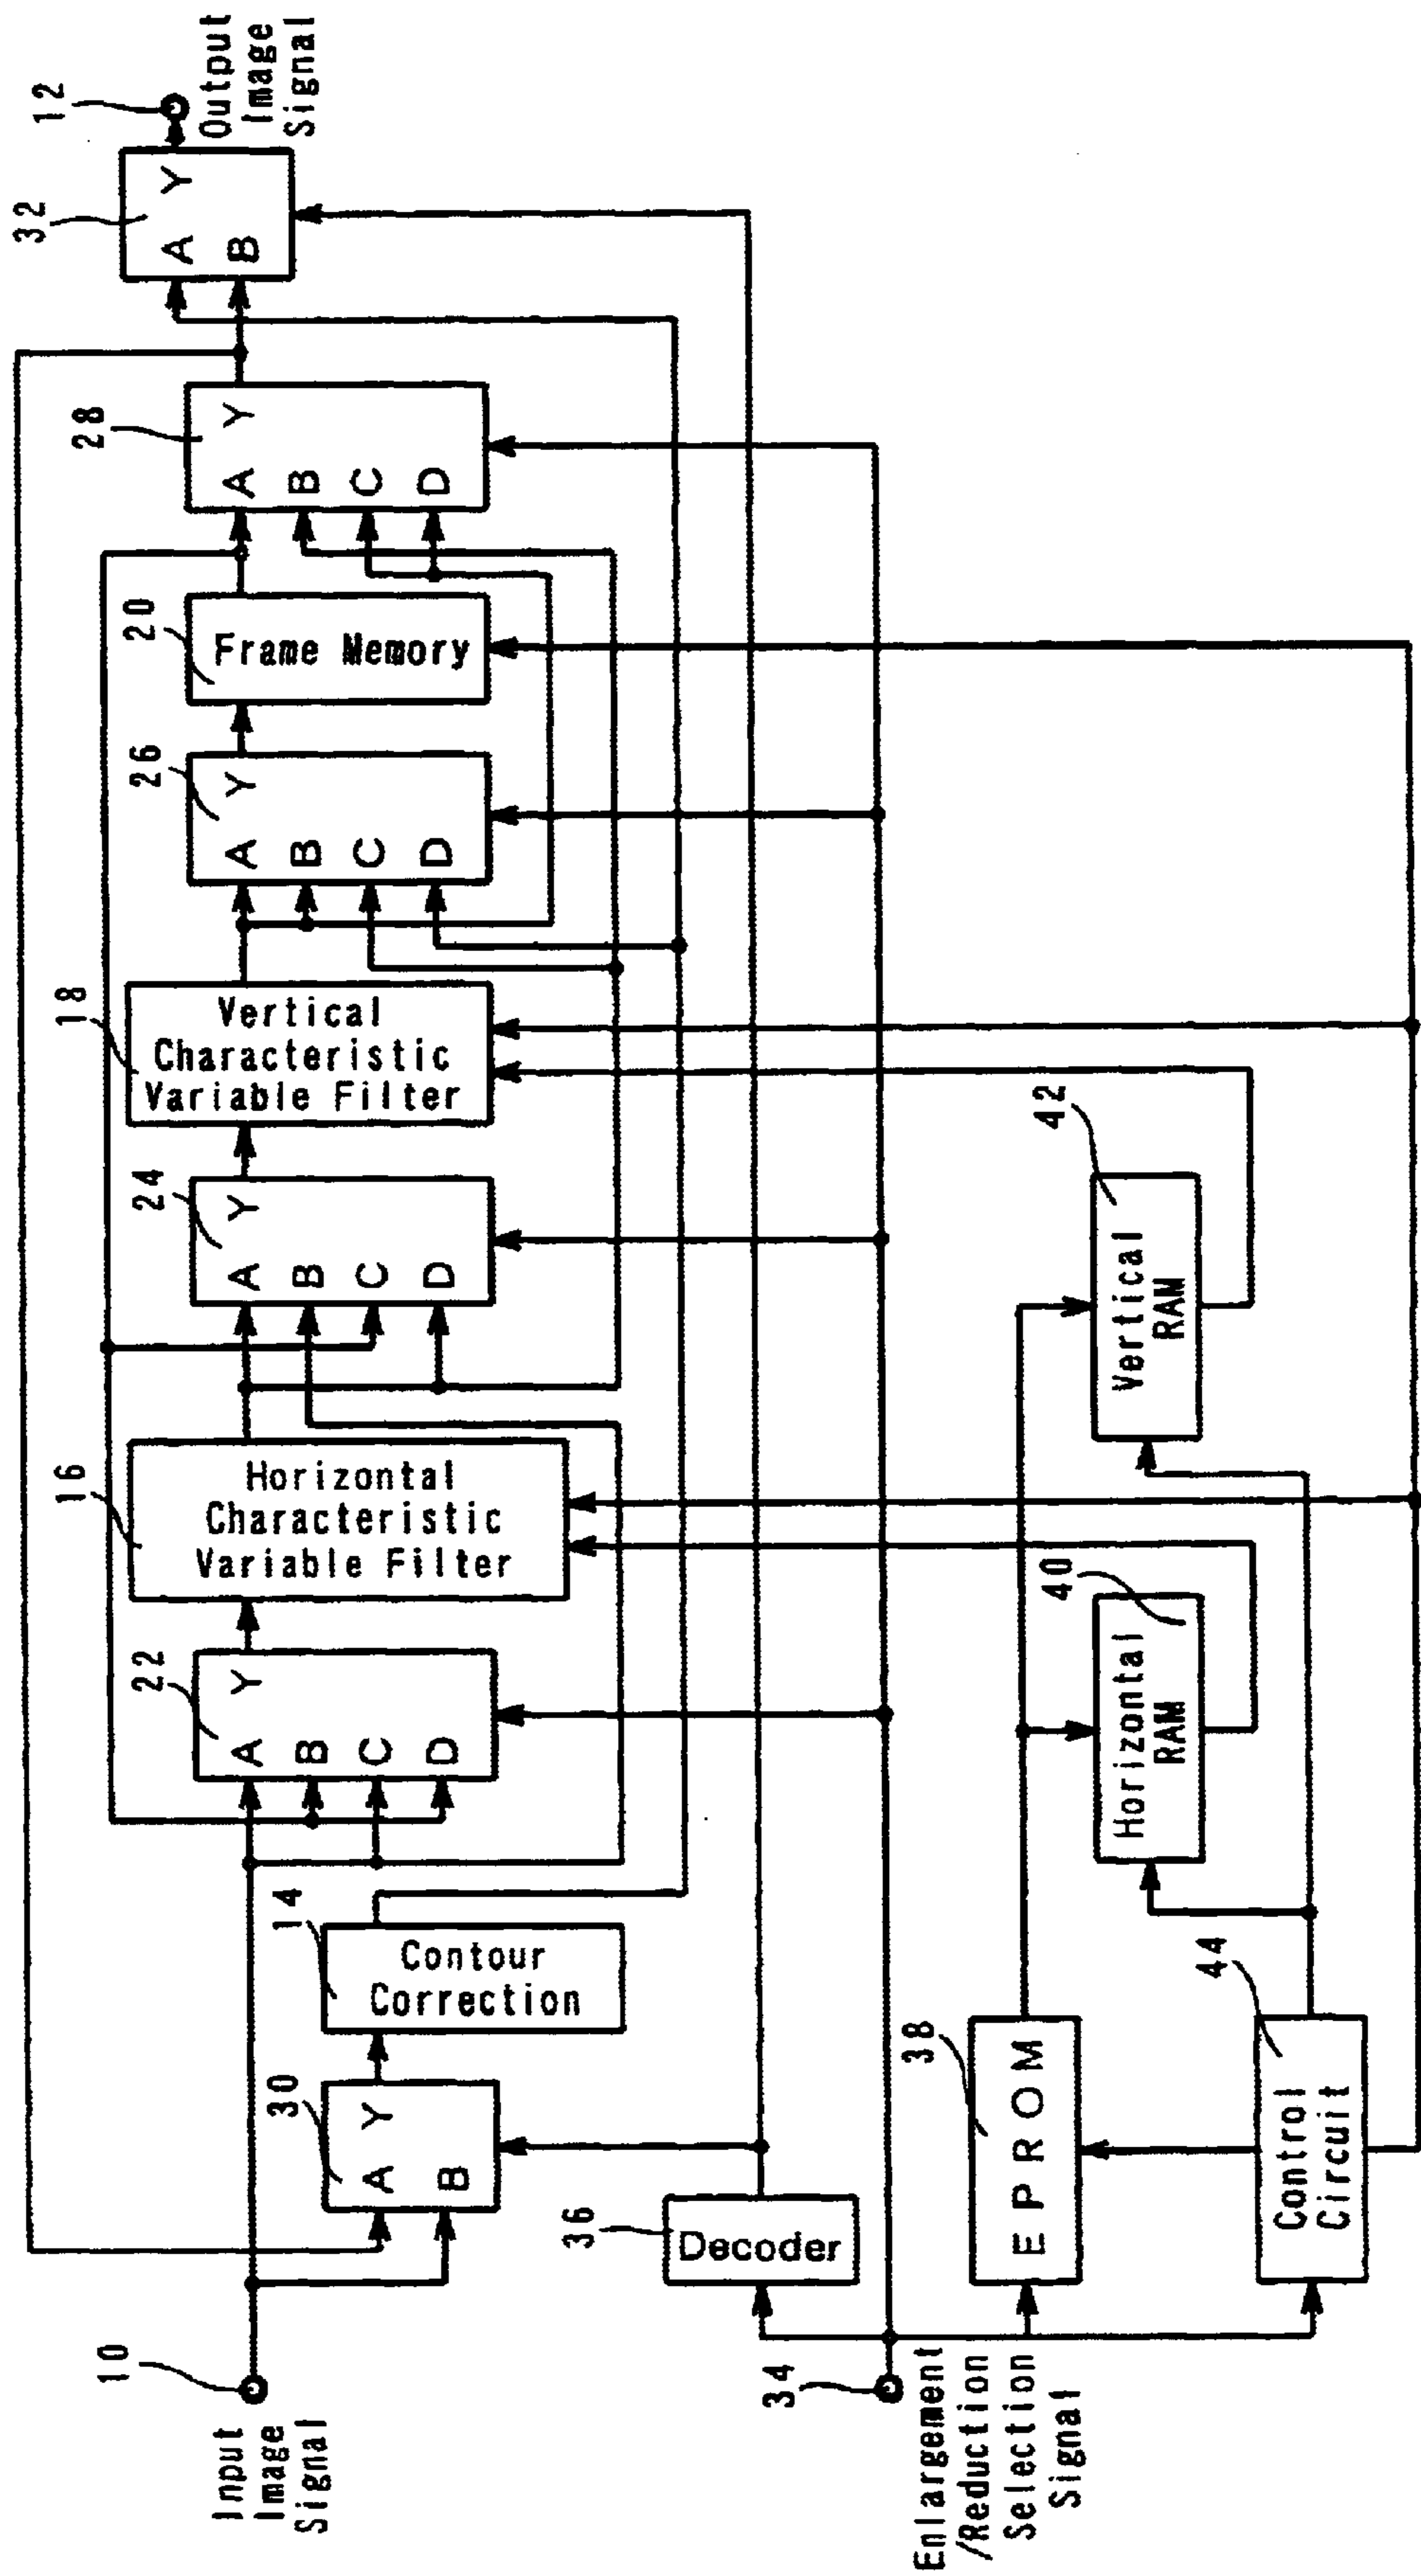 Input
Image
Signal
10
30
A Y
B
14
Contour
Correction
22
A Y
B
C
D
16
Horizontal
Characteristic
Variable Filter
24
A Y
B
C
D
18
Vertical
Characteristic
Variable Filter
26
A Y
B
C
D
20
Frame Memory
28
A Y
B
C
D
32
A Y
B
12
Output
Image
Signal
36
Decoder
34
Enlargement
/Reduction
Selection
Signal
38
EPROM
40
Horizontal
RAM
42
Vertical
RAM
44
Control
Circuit